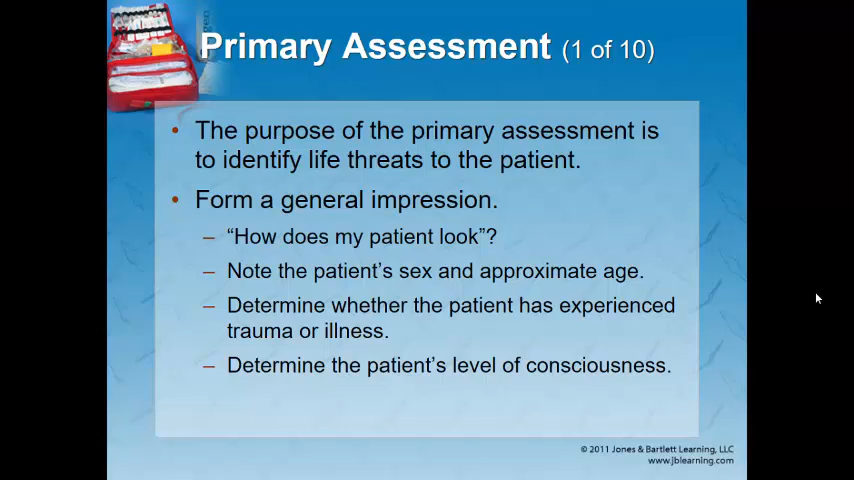 Primary Assessment (1 of 10)
• The purpose of the primary assessment is
to identify life threats to the patient.
• Form a general impression.
– “How does my patient look”?
– Note the patient’s sex and approximate age.
– Determine whether the patient has experienced
trauma or illness.
– Determine the patient’s level of consciousness.
© 2011 Jones & Bartlett Learning, LLC
www.jblearning.com